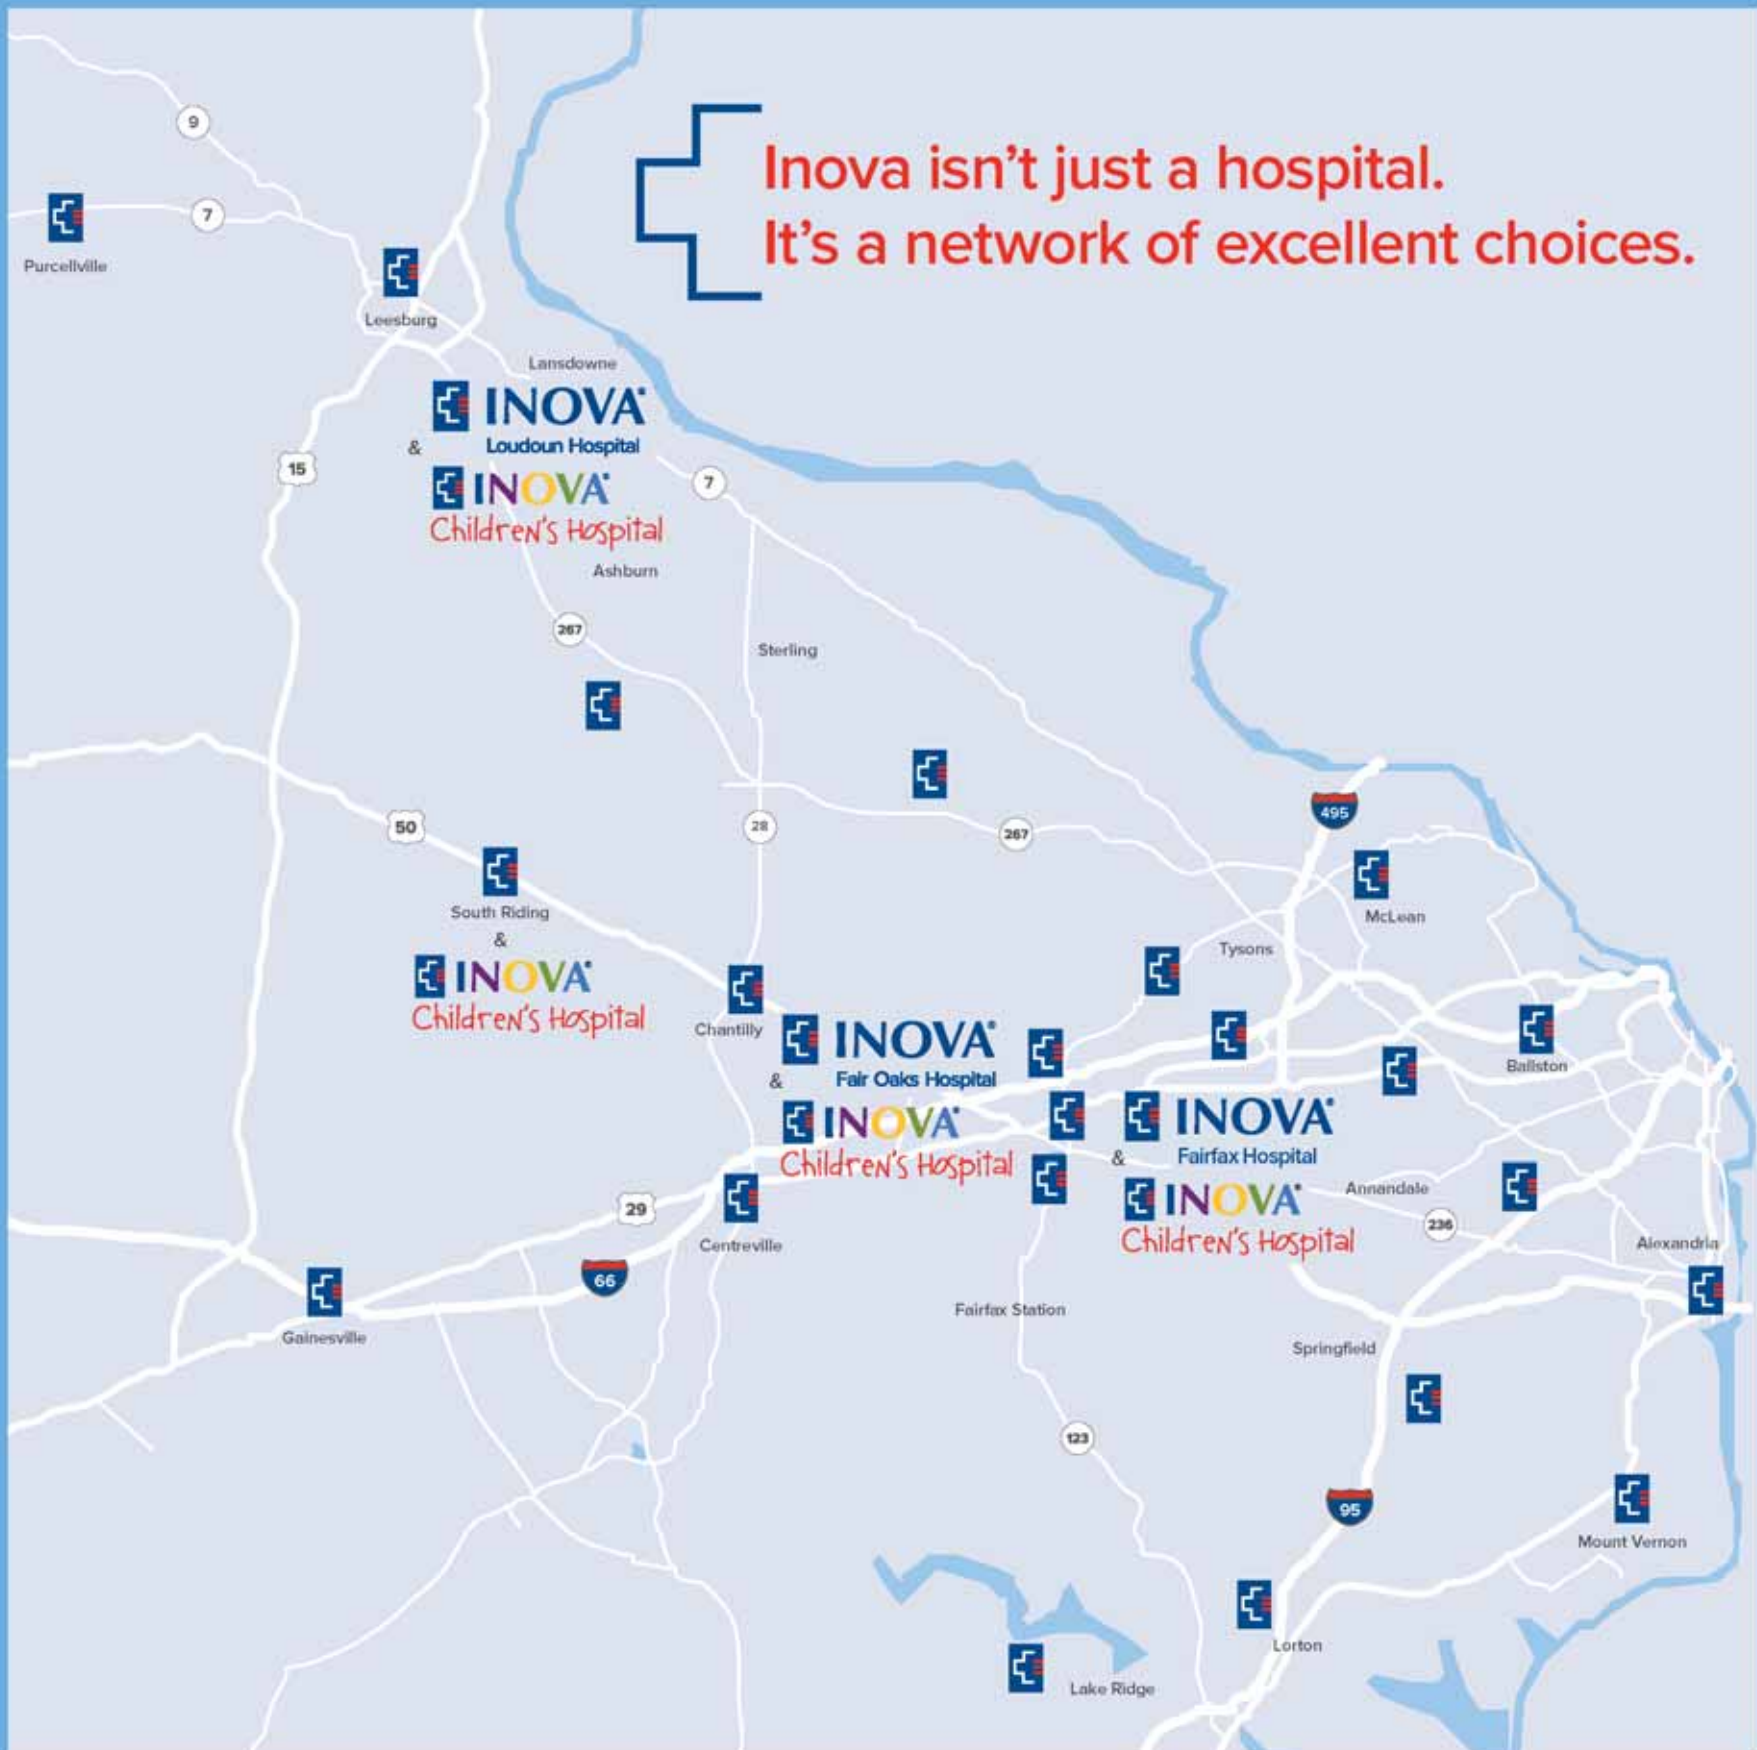 Inova isn't just a hospital.
It's a network of excellent choices.
9
7
Purcellville
Leesburg
Lansdowne
INOVA®
Loudoun Hospital
&
INOVA®
Children's Hospital
15
7
Ashburn
267
Sterling
50
28
267
495
South Riding
&
INOVA®
Children's Hospital
McLean
Tysons
Chantilly
INOVA®
Fair Oaks Hospital
&
INOVA®
Children's Hospital
Ballston
INOVA®
Fairfax Hospital
&
INOVA®
Children's Hospital
Annandale
236
29
Centreville
66
Alexandria
Gainesville
Fairfax Station
Springfield
123
95
Mount Vernon
Lorton
Lake Ridge